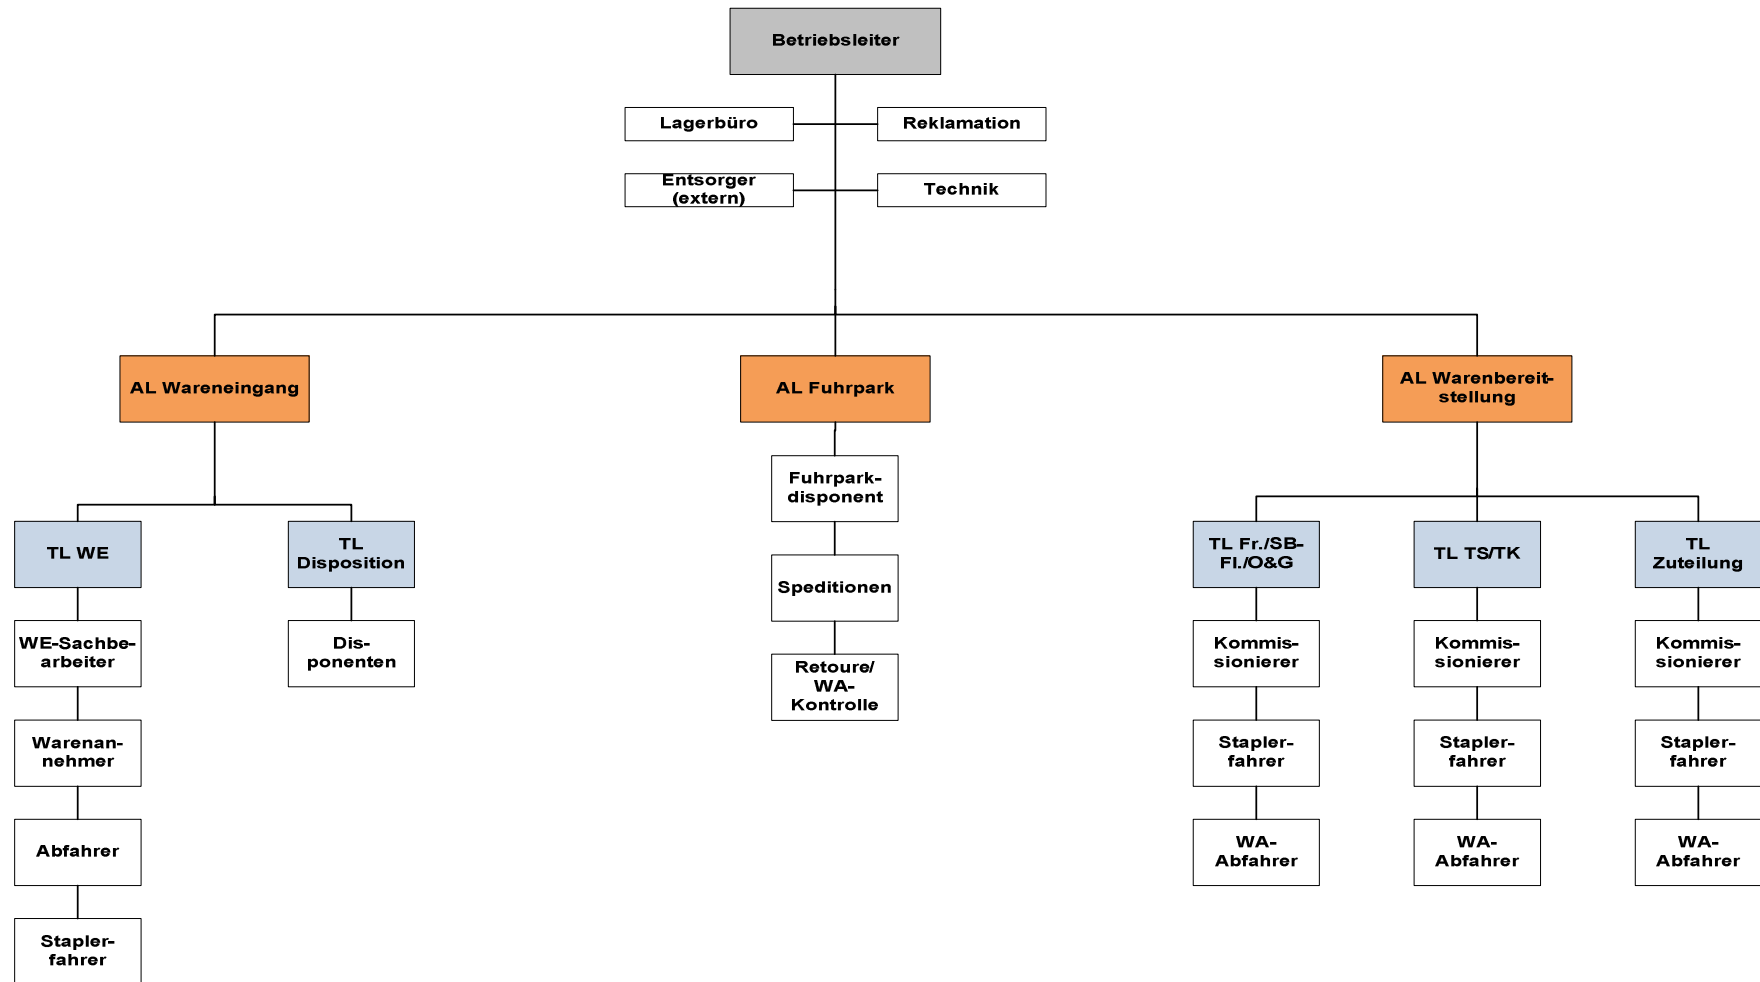 Betriebsleiter
Lagerbüro
Reklamation
Entsorger
(extern)
Technik
AL Wareneingang
AL Fuhrpark
AL Warenbereit-
stellung
Fuhrpark-
disponent
Speditionen
Retoure/
WA-
Kontrolle
TL WE
TL
Disposition
TL Fr./SB-
Fl./O&G
TL TS/TK
TL
Zuteilung
WE-Sachbe-
arbeiter
Dis-
ponenten
Kommis-
sionierer
Kommis-
sionierer
Kommis-
sionierer
Warenan-
nehmer
Stapler-
fahrer
Stapler-
fahrer
Stapler-
fahrer
Abfahrer
WA-
Abfahrer
WA-
Abfahrer
WA-
Abfahrer
Stapler-
fahrer